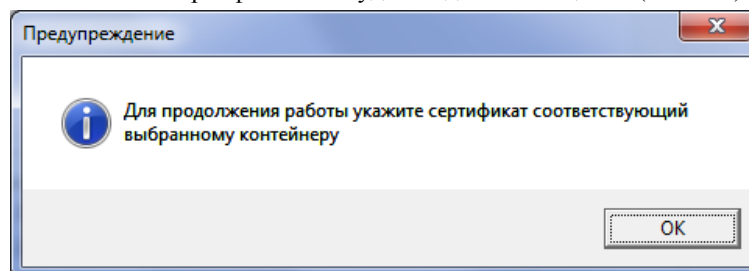 Предупреждение
Для продолжения работы укажите сертификат соответствующий
выбранному контейнеру
OK